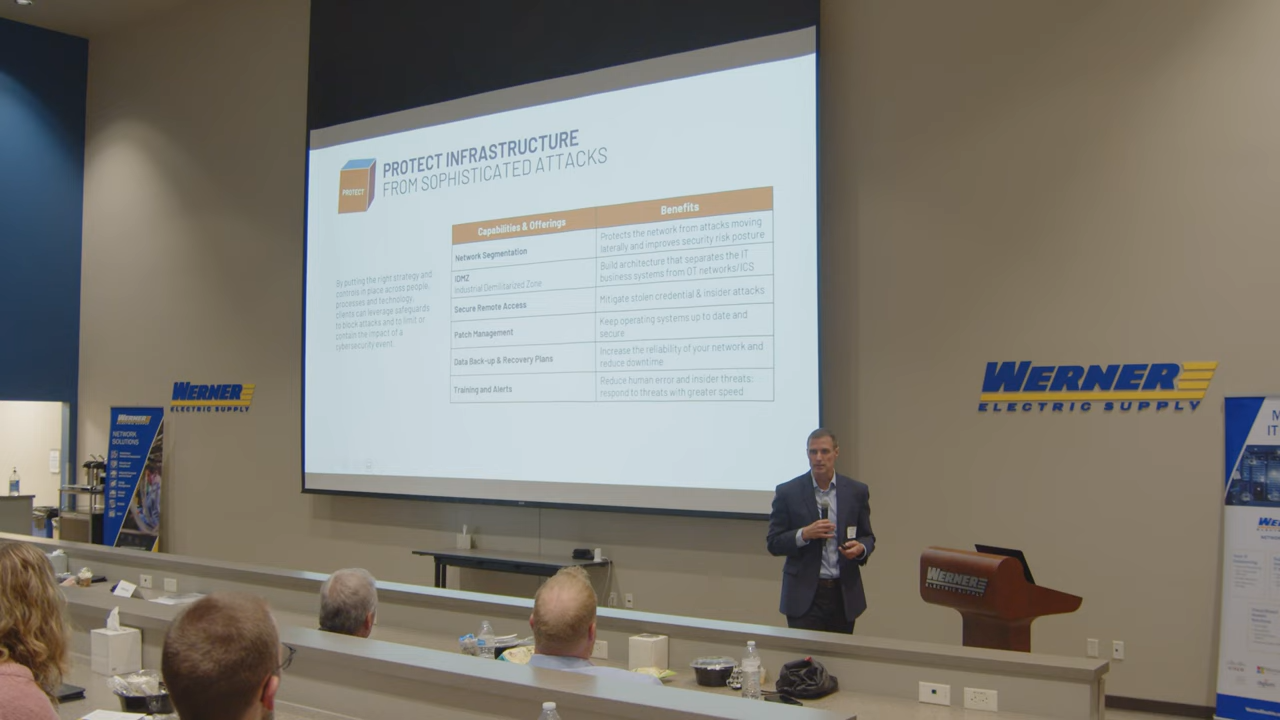 PROTECT
PROTECT INFRASTRUCTURE
FROM SOPHISTICATED ATTACKS
By putting the right strategy and
controls in place across people,
processes and technology,
clients can leverage safeguards
to block attacks and to limit or
contain the impact of a
cybersecurity event.
Capabilities & Offerings
Benefits
Network Segmentation
Protects the network from attacks moving
laterally and improves security risk posture
IDMZ
Industrial Demilitarized Zone
Build architecture that separates the IT
business systems from OT networks/ICS
Secure Remote Access
Mitigate stolen credential & insider attacks
Patch Management
Keep operating systems up to date and
secure
Data Back-up & Recovery Plans
Increase the reliability of your network and
reduce downtime
Training and Alerts
Reduce human error and insider threats;
respond to threats with greater speed
WERNER
ELECTRIC SUPPLY
WERNER
NETWORK
SOLUTIONS
WERNER
ELECTRIC SUPPLY
WERNER
ELECTRIC SUPPLY
M
IT
WE